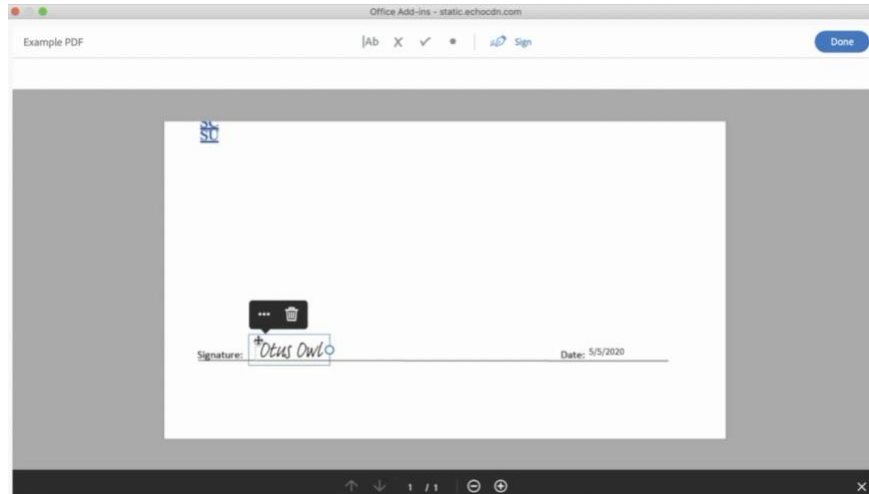 Office Add-ins - static.echocdn.com
Example PDF
Ab
Sign
Done
SU
Signature: Otus Owl
Date: 5/5/2020
1 / 1